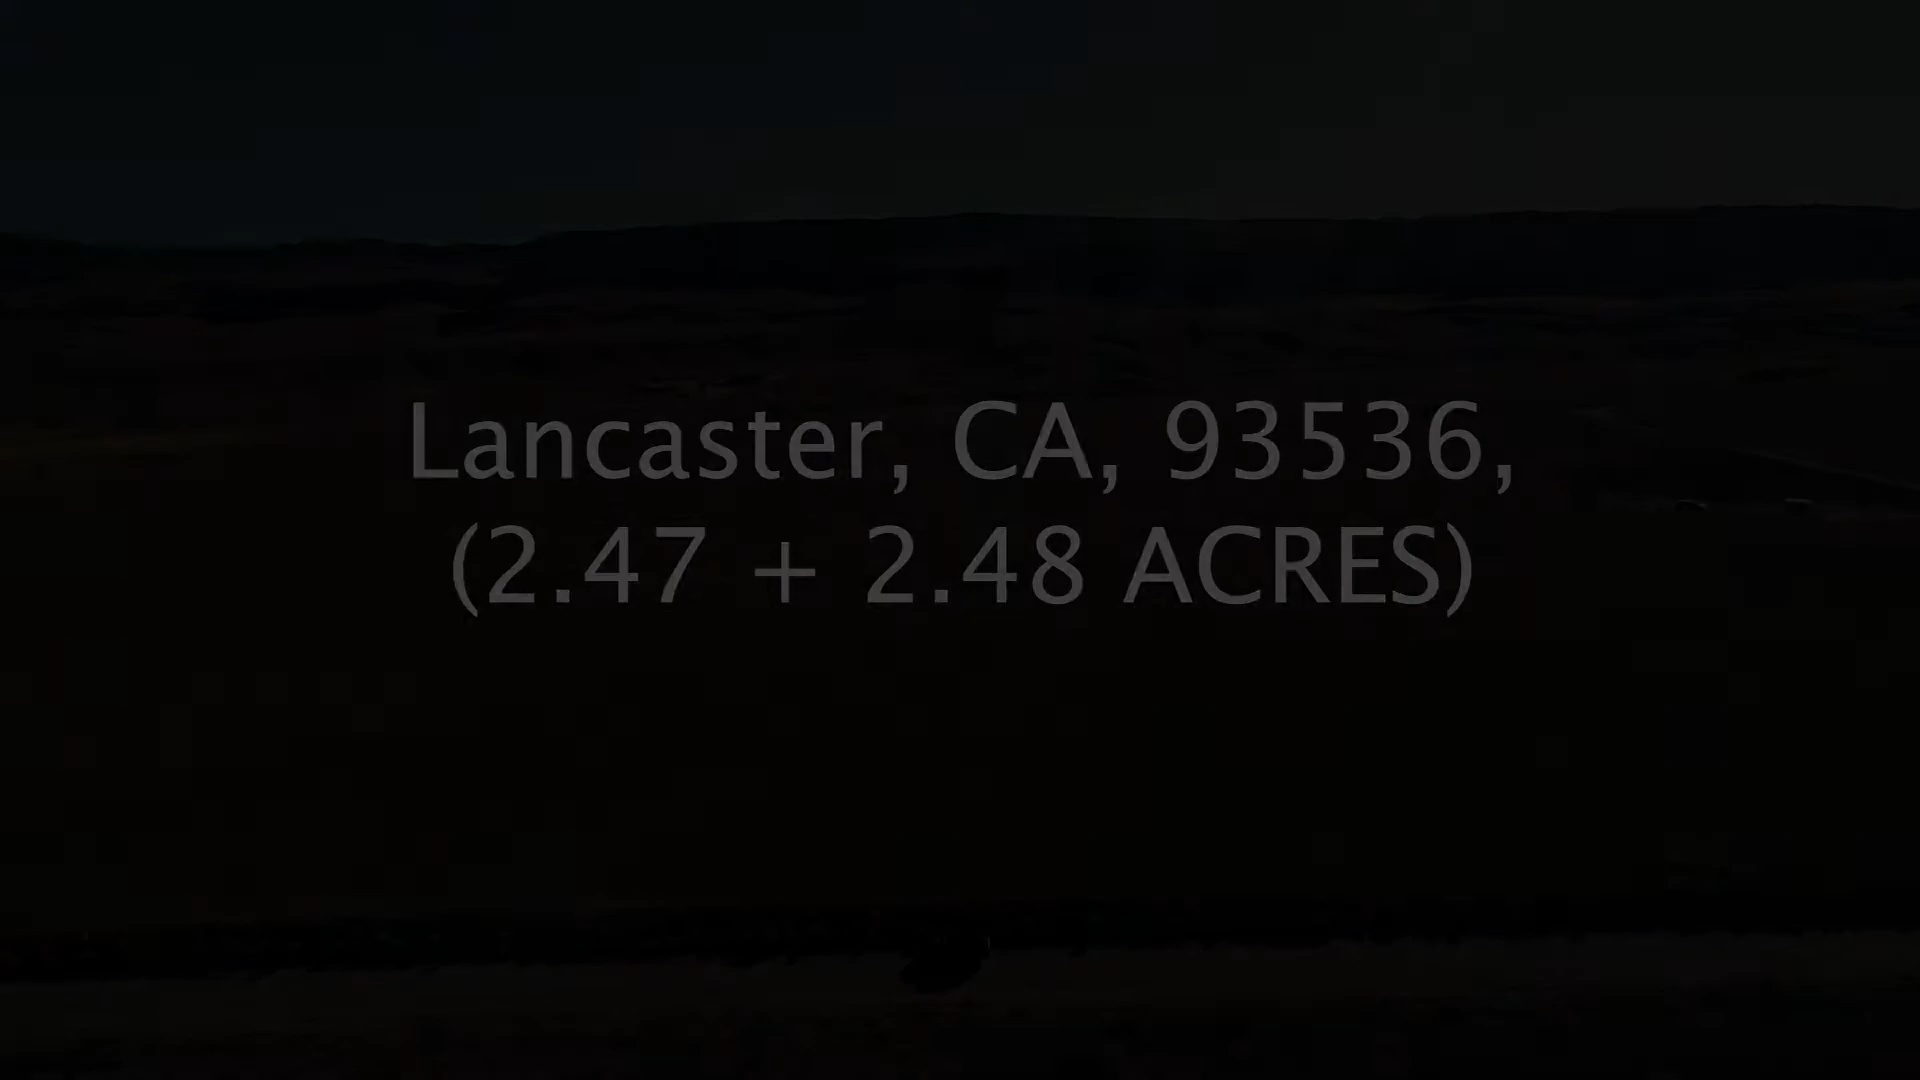 Lancaster, CA, 93536,
(2.47 + 2.48 ACRES)